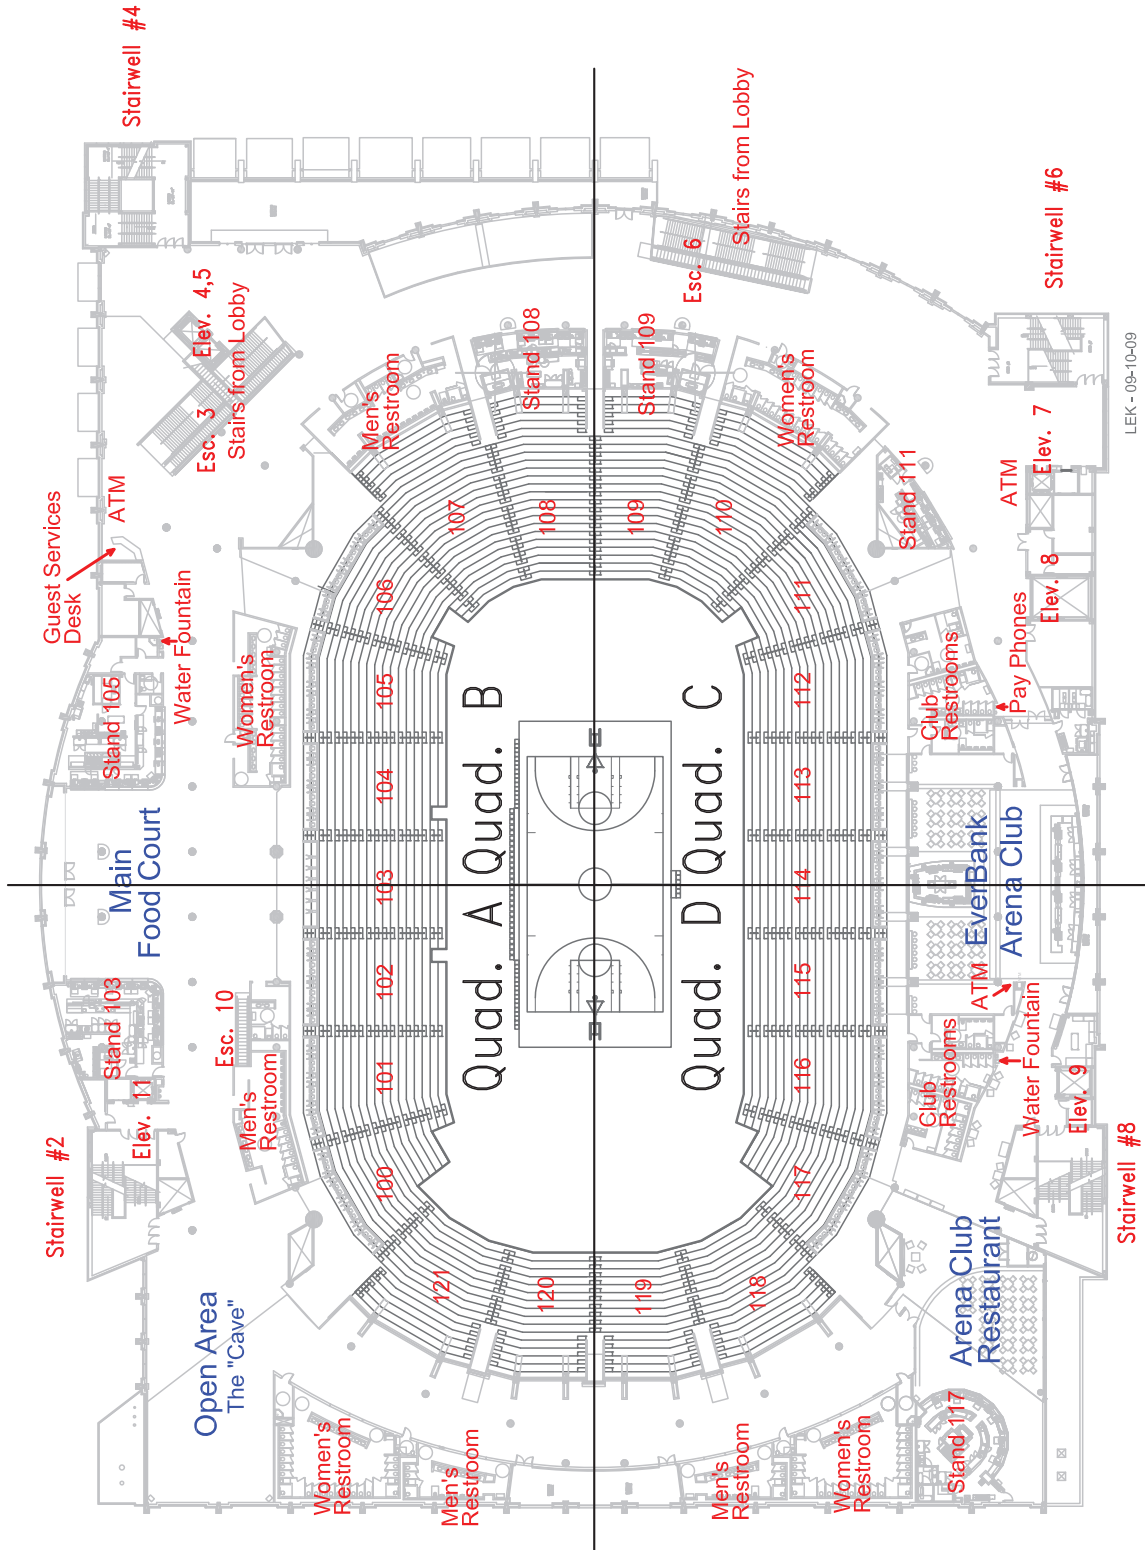 Stairwell #2
Stairwell #4
Guest Services
Desk
ATM
Elev. 11
Stand 103
Main
Food Court
Stand 105
Water Fountain
Esc. 3
Elev. 4,5
Stairs from Lobby
Open Area
The "Cave"
Men's
Restroom
Esc. 10
Women's
Restroom
Women's
Restroom
Men's
Restroom
Men's
Restroom
Stand 108
121
100
101
102
103
104
105
106
107
120
108
Quad. A
Quad. B
119
109
Stand 109
Esc. 6
Stairs from Lobby
Quad. D
Quad. C
118
117
116
115
114
113
112
111
110
Women's
Restroom
Men's
Restroom
Women's
Restroom
Stand 111
Stand 117
Arena Club
Restaurant
Club
Restrooms
ATM
EverBank
Arena Club
Club
Restrooms
Pay Phones
ATM
Water Fountain
Elev. 9
Elev. 8
Elev. 7
Stairwell #6
Stairwell #8
LEK - 09-10-09